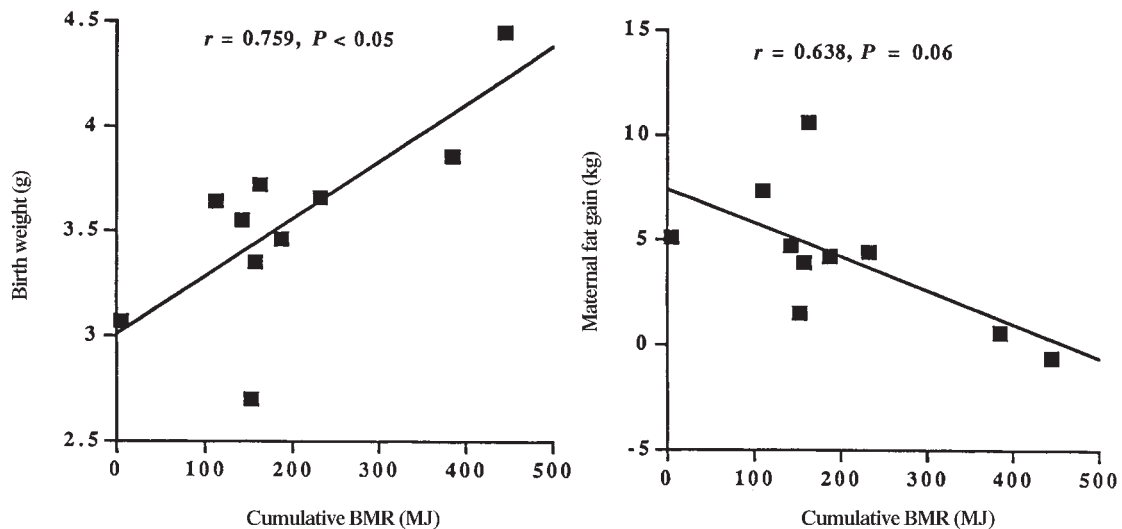 r = 0.759, P < 0.05
4.5
4
3.5
3
2.5
Birth weight (g)
0 100 200 300 400 500
Cumulative BMR (MJ)
r = 0.638, P = 0.06
15
10
5
0
-5
Maternal fat gain (kg)
0 100 200 300 400 500
Cumulative BMR (MJ)